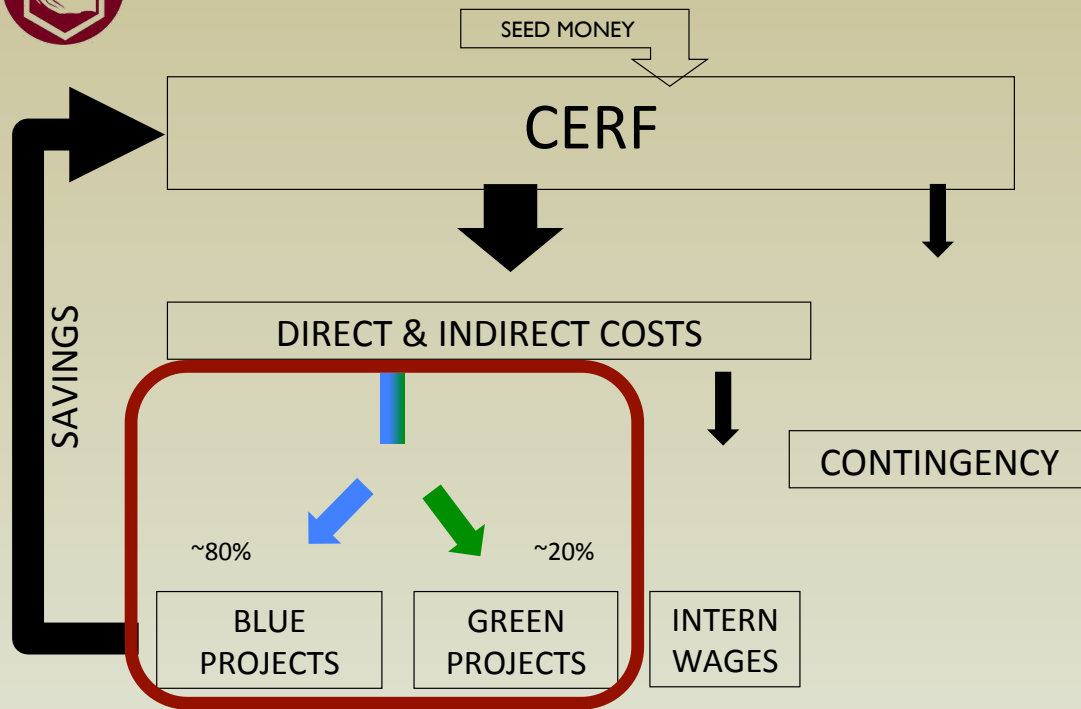 SEED MONEY
CERF
SAVINGS
DIRECT & INDIRECT COSTS
CONTINGENCY
~80%
~20%
BLUE
PROJECTS
GREEN
PROJECTS
INTERN
WAGES